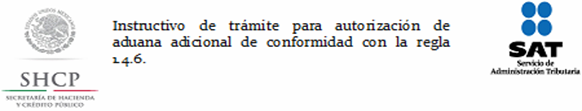 Instructivo de trámite para autorización de
aduana adicional de conformidad con la regla
1.4.6.
SHCP
SECRETARÍA DE HACIENDA
Y CRÉDITO PÚBLICO
SAT
Servicio de
Administración Tributaria